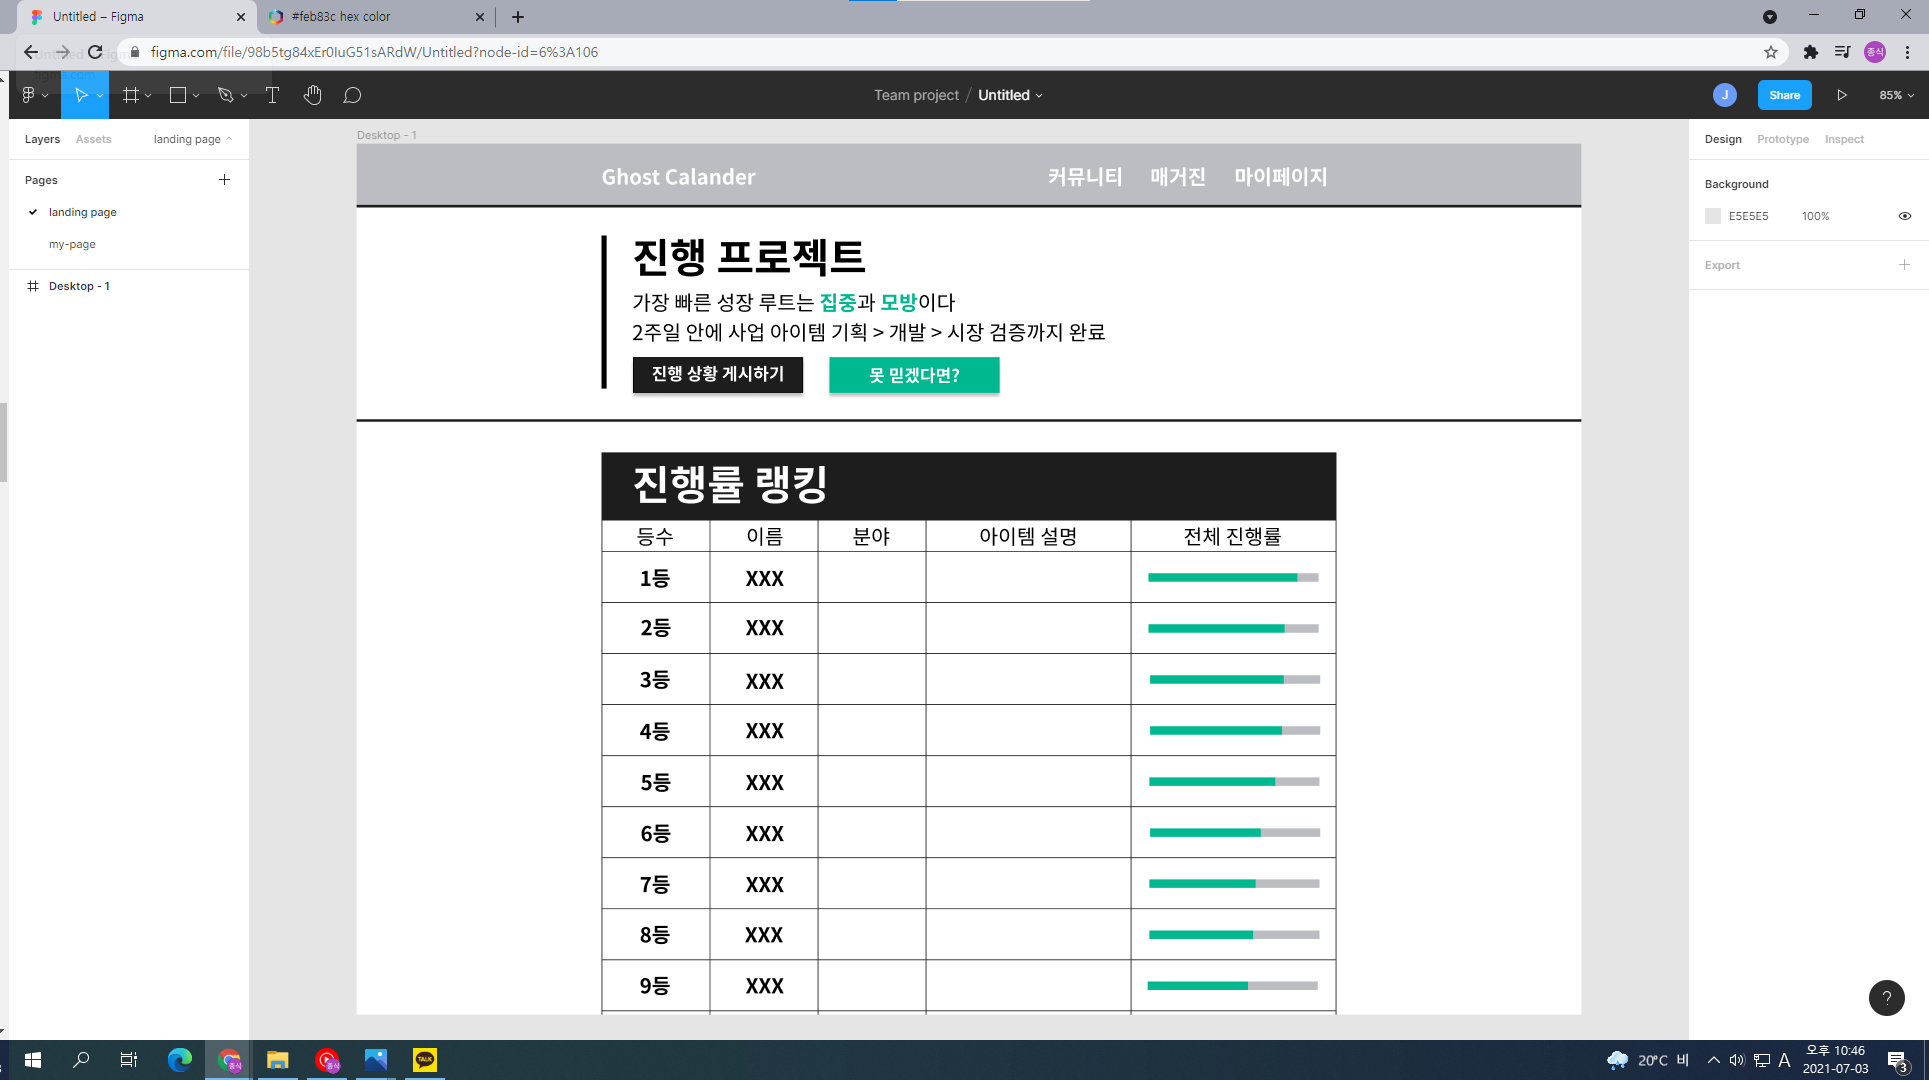 Untitled – Figma
#feb83c hex color
figma.com/file/98b5tg84xEr0IuG51sARdW/Untitled?node-id=6%3A106
종식
Team project / Untitled
J
Share
85%
Layers
Assets
landing page
Pages
landing page
my-page
Desktop - 1
Design
Prototype
Inspect
Background
E5E5E5
100%
Export
Desktop - 1
Ghost Calander
커뮤니티
매거진
마이페이지
진행 프로젝트
가장 빠른 성장 루트는 집중과 모방이다
2주일 안에 사업 아이템 기획 > 개발 > 시장 검증까지 완료
진행 상황 게시하기
못 믿겠다면?
진행률 랭킹
등수 이름 분야 아이템 설명 전체 진행률
1등 XXX
2등 XXX
3등 XXX
4등 XXX
5등 XXX
6등 XXX
7등 XXX
8등 XXX
9등 XXX
?
종식
종식
TALK
20°C 비
A
오후 10:46
2021-07-03
3